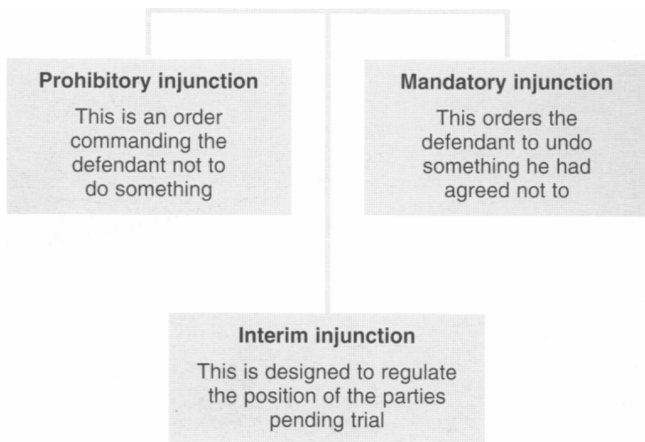 Prohibitory injunction
This is an order
commanding the
defendant not to
do something
Mandatory injunction
This orders the
defendant to undo
something he had
agreed not to
Interim injunction
This is designed to regulate
the position of the parties
pending trial